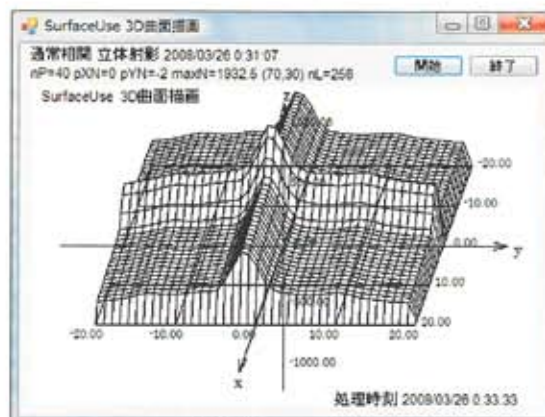 SurfaceUse 3D曲面描画
通常相関 立体射影 2008/03/26 0:31:07
nP=40 pXN=0 pYN=-2 maxN=1932.5 (70,30) nL=256
開始 終了
SurfaceUse 3D曲面描画
z
-20.00
-10.00
0.00
y
10.00
20.00
-20.00 -10.00 0.00 10.00 20.00
x
-1000.00
処理時刻 2008/03/26 0:33:33